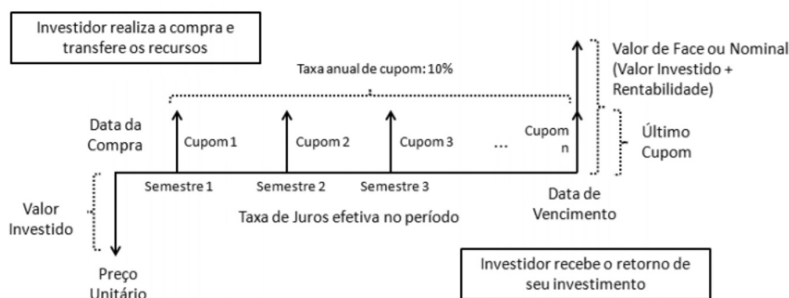 Investidor realiza a compra e
transfere os recursos
Valor de Face ou Nominal
(Valor Investido +
Rentabilidade)
Taxa anual de cupom: 10%
Data da
Compra
Cupom 1
Cupom 2
Cupom 3
...
Cupom
n
Último
Cupom
Semestre 1
Semestre 2
Semestre 3
Data de
Vencimento
Valor
Investido
Taxa de Juros efetiva no período
Preço
Unitário
Investidor recebe o retorno de
seu investimento